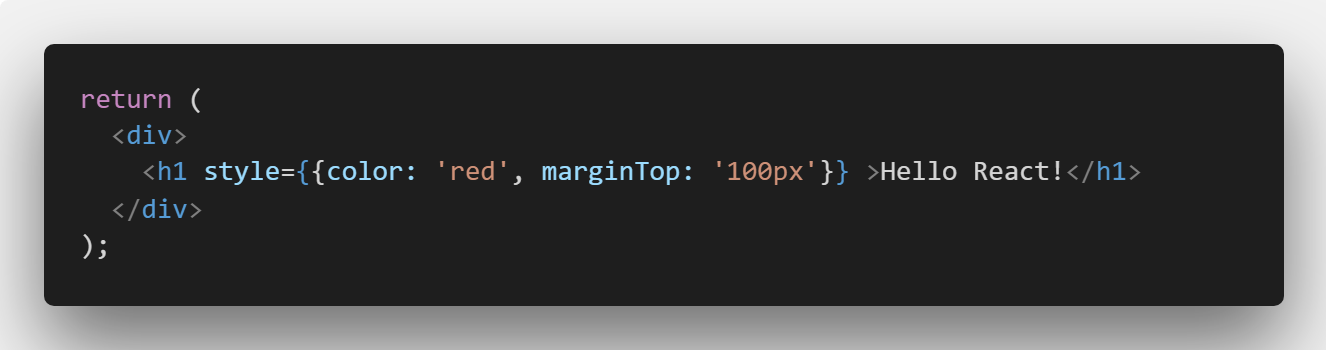 return (
  <div>
    <h1 style={{color: 'red', marginTop: '100px'}} >Hello React!</h1>
  </div>
);